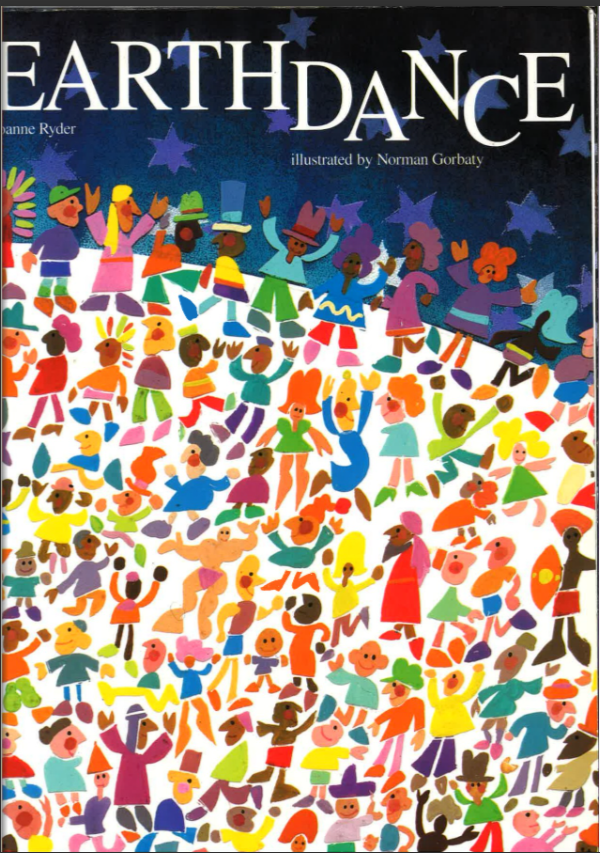 EARTHDANCE
oanne Ryder
illustrated by Norman Gorbaty